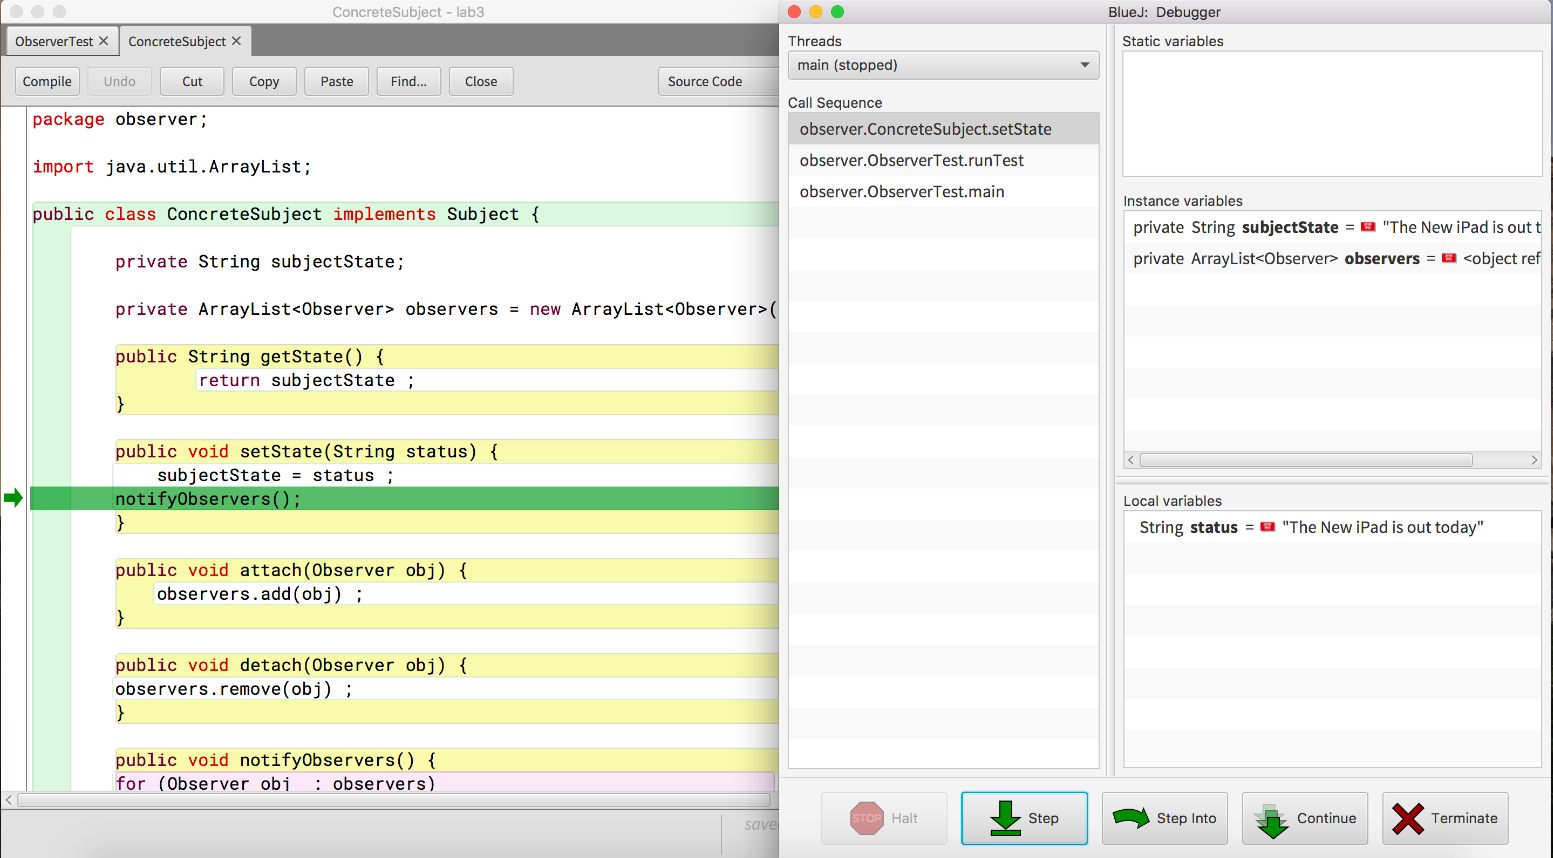 ConcreteSubject - lab3
ObserverTest
ConcreteSubject
Compile
Undo
Cut
Copy
Paste
Find...
Close
Source Code
package observer;
import java.util.ArrayList;
public class ConcreteSubject implements Subject {
private String subjectState;
private ArrayList<Observer> observers = new ArrayList<Observer>(
public String getState() {
return subjectState ;
}
public void setState(String status) {
subjectState = status ;
notifyObservers();
}
public void attach(Observer obj) {
observers.add(obj) ;
}
public void detach(Observer obj) {
observers.remove(obj) ;
}
public void notifyObservers() {
for (Observer obj : observers)
saved
BlueJ: Debugger
Threads
main (stopped)
Call Sequence
observer.ConcreteSubject.setState
observer.ObserverTest.runTest
observer.ObserverTest.main
Static variables
Instance variables
private String subjectState = "The New iPad is out t
private ArrayList<Observer> observers = <object ref
Local variables
String status = "The New iPad is out today"
STOP Halt
Step
Step Into
Continue
Terminate